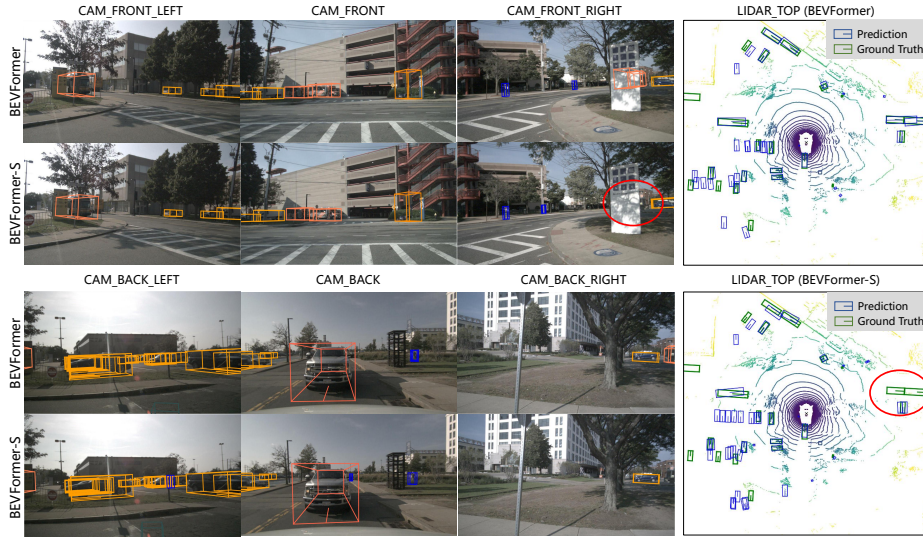 CAM_FRONT_LEFT
CAM_FRONT
CAM_FRONT_RIGHT
LIDAR_TOP (BEVFormer)
BEVFormer
Prediction
Ground Truth
BEVFormer-S
CAM_BACK_LEFT
CAM_BACK
CAM_BACK_RIGHT
LIDAR_TOP (BEVFormer-S)
BEVFormer
Prediction
Ground Truth
BEVFormer-S